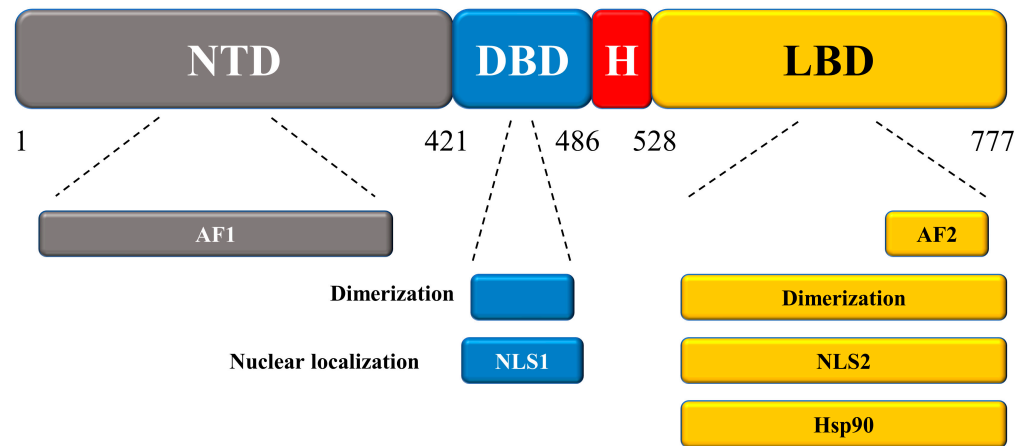 NTD DBD H LBD
1 421 486 528 777
AF1 AF2
Dimerization Dimerization
Nuclear localization NLS1 NLS2
Hsp90